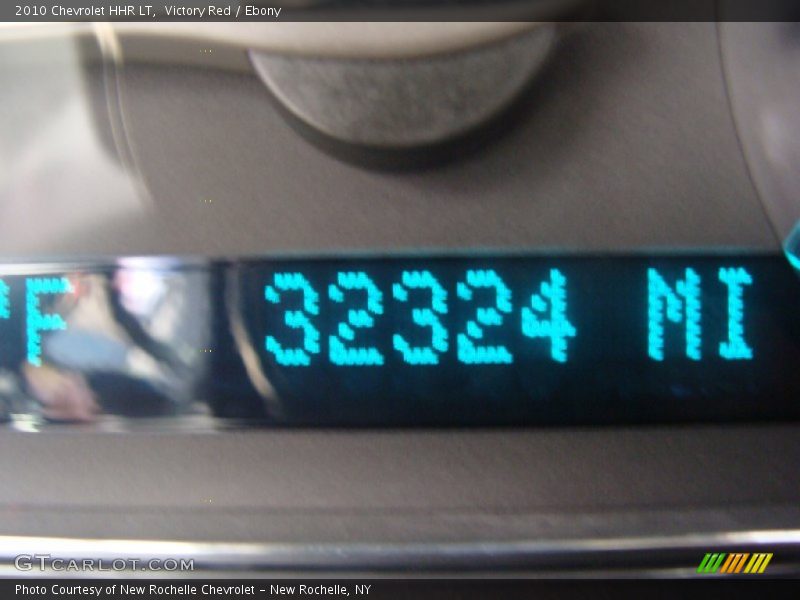 2010 Chevrolet HHR LT,  Victory Red / Ebony
°F 32324 MI
GTCARLOT.COM
Photo Courtesy of New Rochelle Chevrolet – New Rochelle, NY